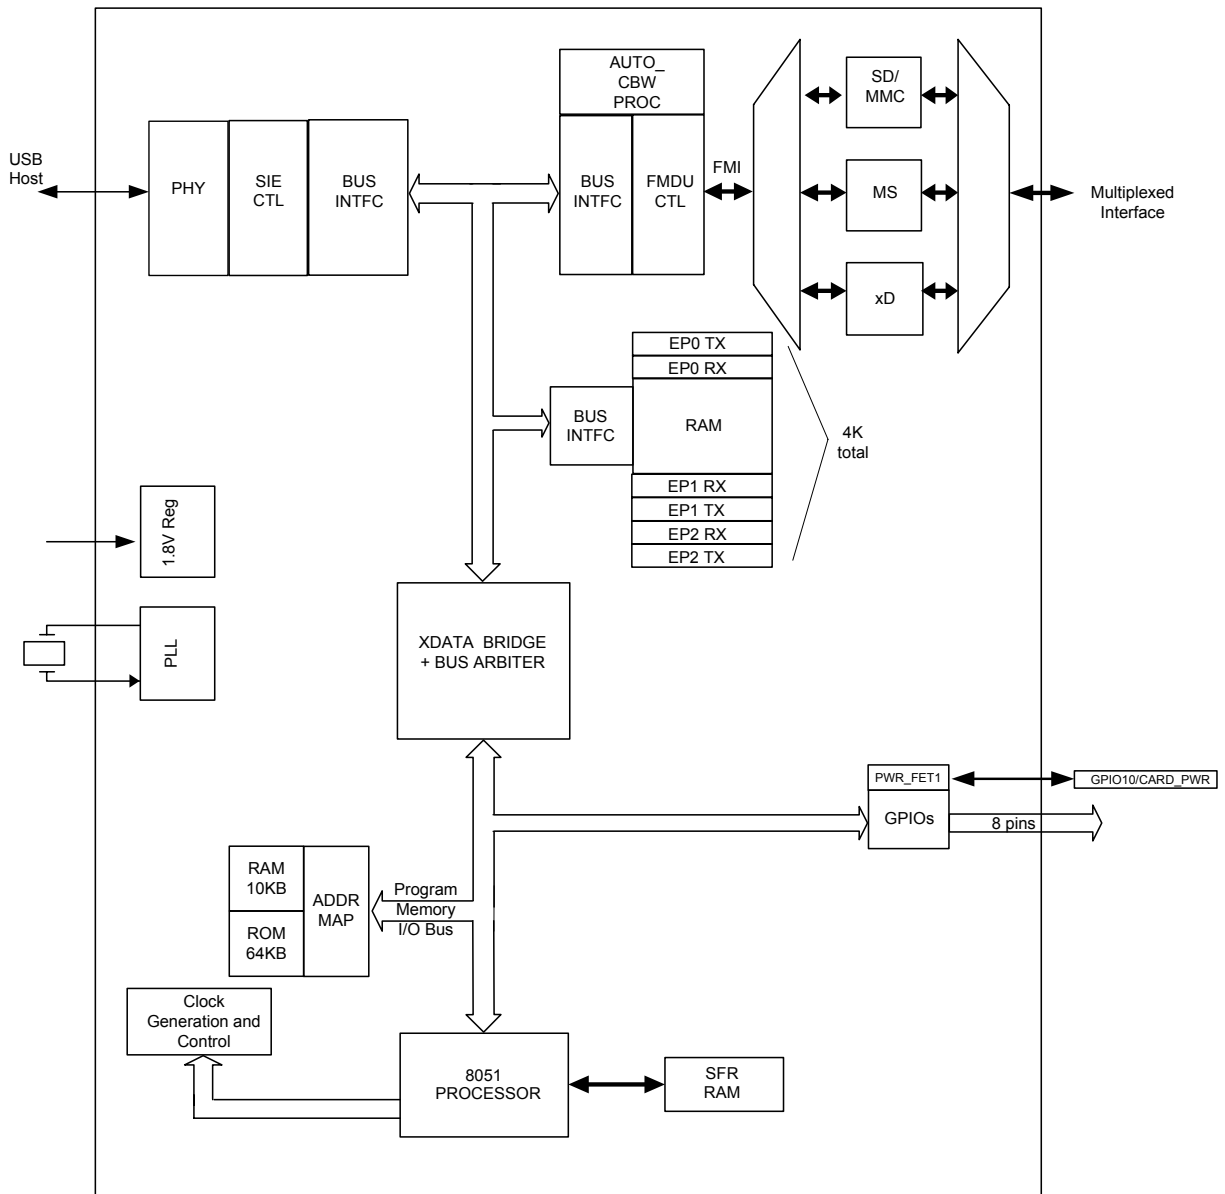 AUTO_
CBW
PROC
SD/
MMC
USB
Host
PHY
SIE
CTL
BUS
INTFC
BUS
INTFC
FMDU
CTL
FMI
MS
Multiplexed
Interface
xD
EP0 TX
EP0 RX
BUS
INTFC
RAM
4K
total
EP1 RX
EP1 TX
EP2 RX
EP2 TX
1.8V Reg
PLL
XDATA BRIDGE
+ BUS ARBITER
PWR_FET1
GPIO10/CARD_PWR
GPIOs
8 pins
RAM
10KB
ADDR
MAP
ROM
64KB
Program
Memory
I/O Bus
Clock
Generation and
Control
8051
PROCESSOR
SFR
RAM